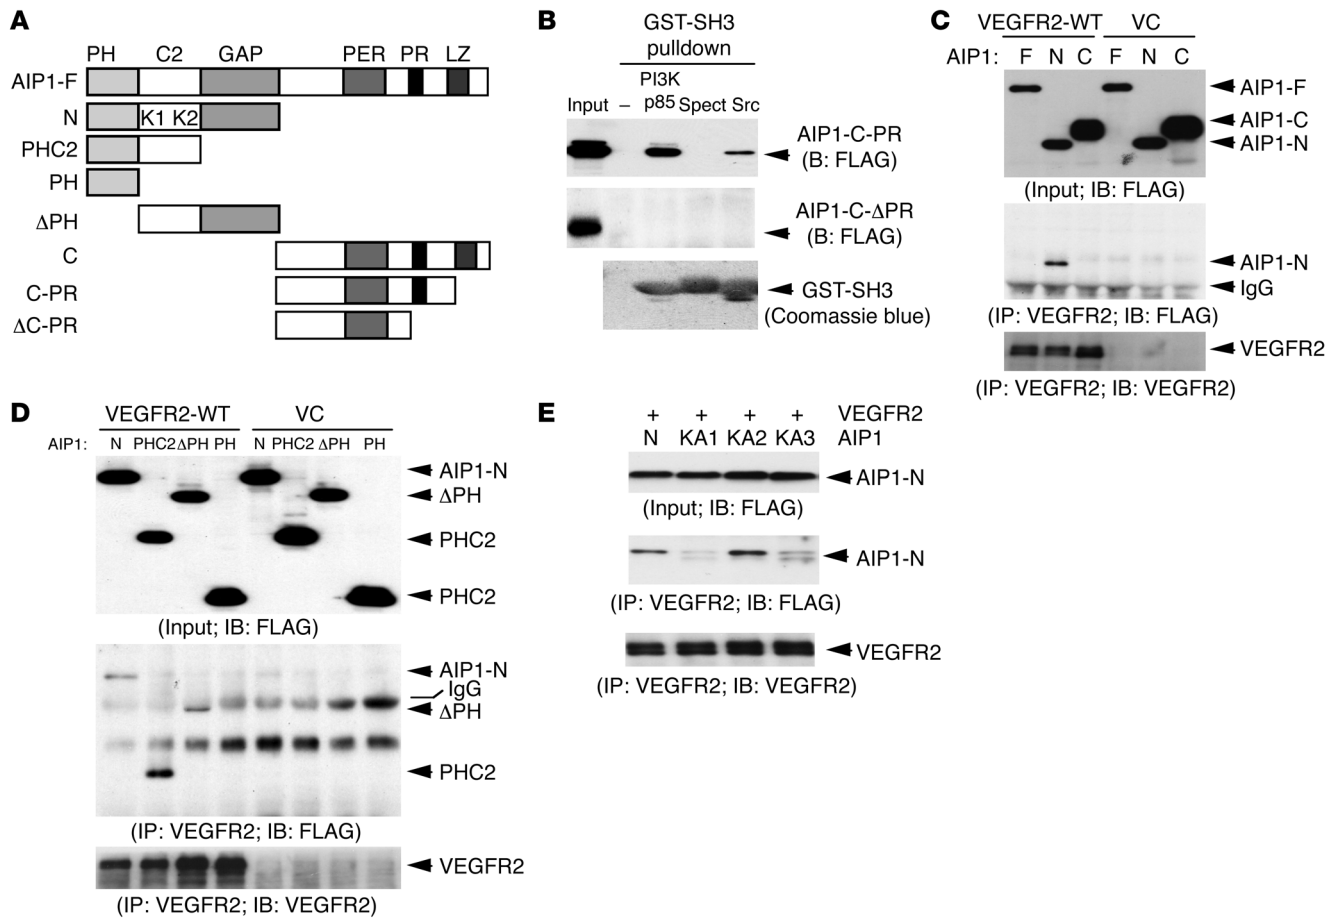 A
PH C2 GAP PER PR LZ
AIP1-F
N K1 K2
PHC2
PH
ΔPH
C
C-PR
ΔC-PR
B
GST-SH3
pulldown
PI3K
Input – p85 Spect Src
AIP1-C-PR
(B: FLAG)
AIP1-C-ΔPR
(B: FLAG)
GST-SH3
(Coomassie blue)
C
VEGFR2-WT VC
AIP1: F N C F N C
AIP1-F
AIP1-C
AIP1-N
(Input; IB: FLAG)
AIP1-N
IgG
(IP: VEGFR2; IB: FLAG)
VEGFR2
(IP: VEGFR2; IB: VEGFR2)
D
VEGFR2-WT VC
AIP1: N PHC2 ΔPH PH N PHC2 ΔPH PH
AIP1-N
ΔPH
PHC2
PHC2
(Input; IB: FLAG)
AIP1-N
IgG
ΔPH
PHC2
(IP: VEGFR2; IB: FLAG)
VEGFR2
(IP: VEGFR2; IB: VEGFR2)
E
+ + + + VEGFR2
N KA1 KA2 KA3 AIP1
AIP1-N
(Input; IB: FLAG)
AIP1-N
(IP: VEGFR2; IB: FLAG)
VEGFR2
(IP: VEGFR2; IB: VEGFR2)